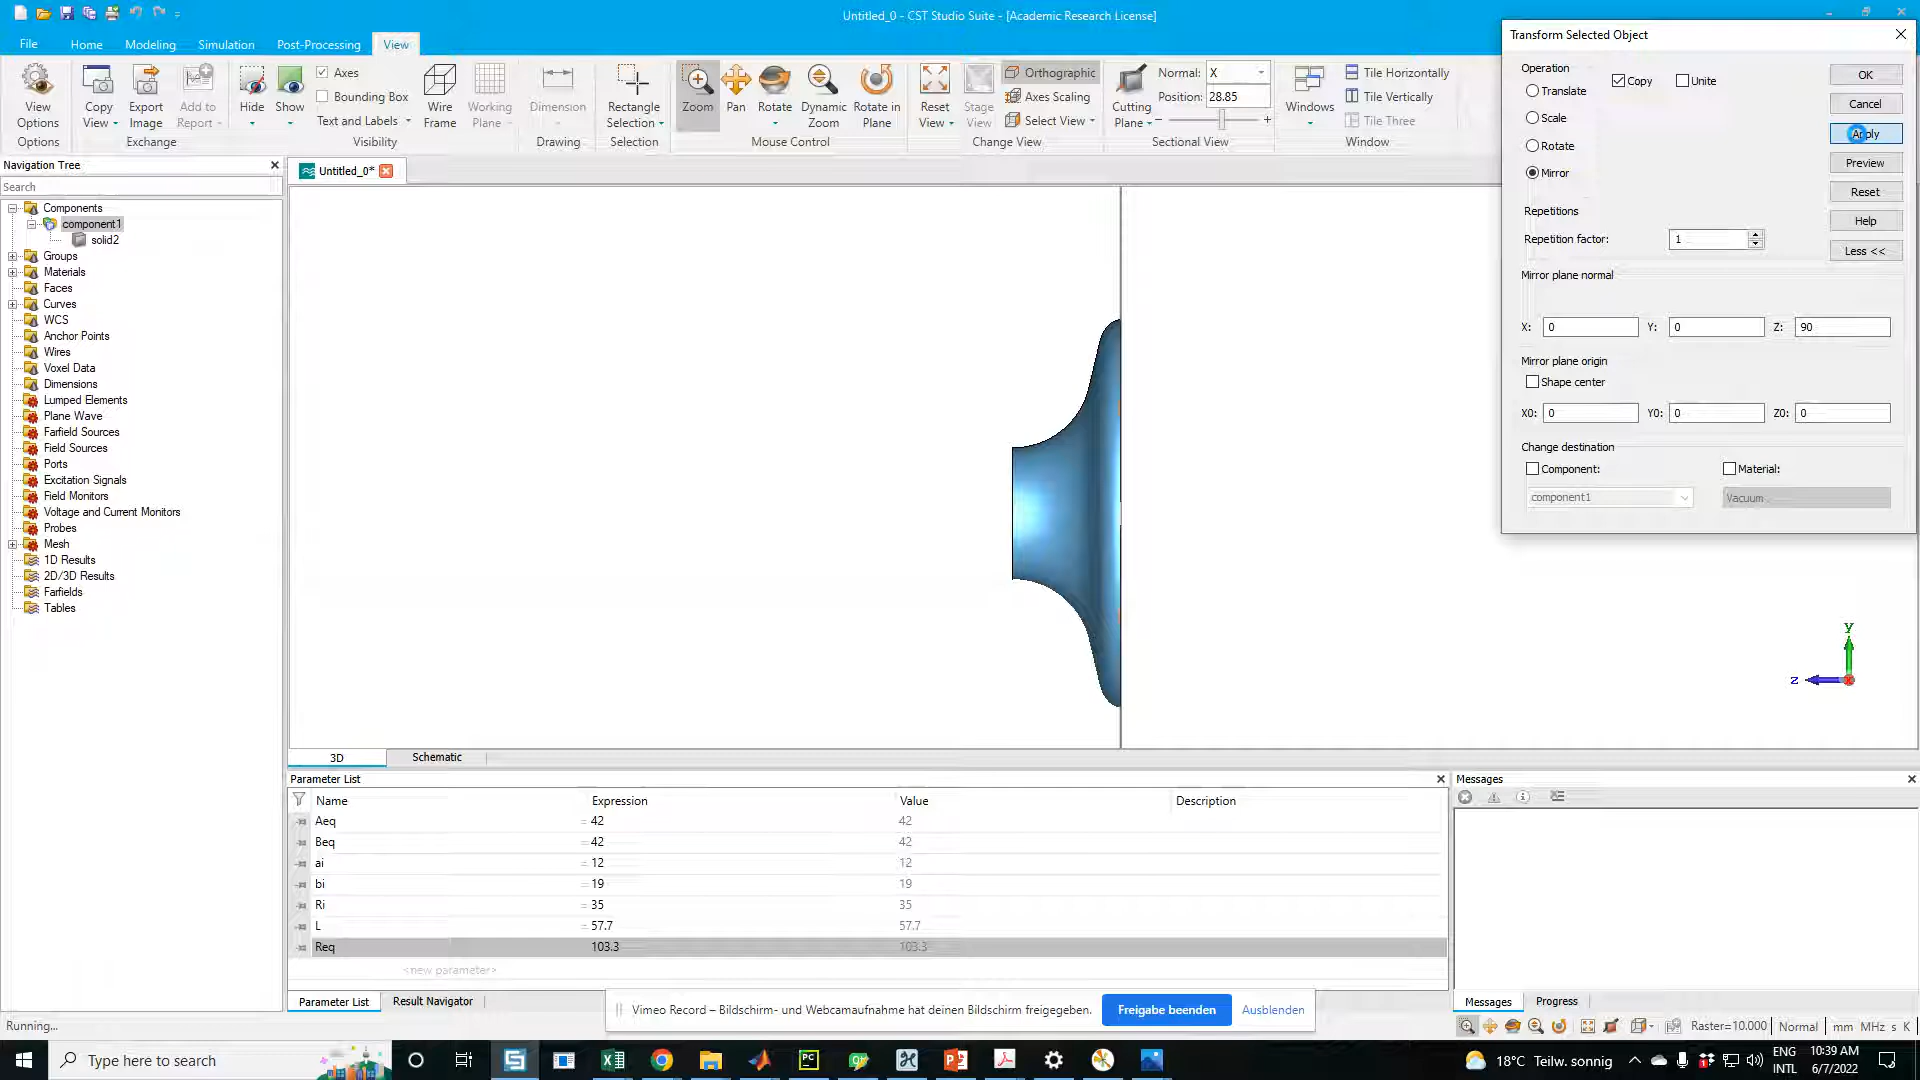 Untitled_0 - CST Studio Suite - [Academic Research License]
File Home Modeling Simulation Post-Processing View
View Options
Copy View
Export Image
Add to Report
Hide
Show
Axes
Bounding Box
Text and Labels
Wire Frame
Working Plane
Dimension
Rectangle Selection
Zoom
Pan
Rotate
Dynamic Zoom
Rotate in Plane
Reset View
Stage View
Orthographic
Axes Scaling
Select View
Cutting Plane
Normal: X
Position: 28.85
Windows
Tile Horizontally
Tile Vertically
Tile Three
Options Exchange Visibility Drawing Selection Mouse Control Change View Sectional View Window
Navigation Tree
Search
Components
component1
solid2
Groups
Materials
Faces
Curves
WCS
Anchor Points
Wires
Voxel Data
Dimensions
Lumped Elements
Plane Wave
Farfield Sources
Field Sources
Ports
Excitation Signals
Field Monitors
Voltage and Current Monitors
Probes
Mesh
1D Results
2D/3D Results
Farfields
Tables
Untitled_0*
Transform Selected Object
Operation
Translate
Scale
Rotate
Mirror
Copy Unite
OK
Cancel
Apply
Preview
Reset
Help
Less <<
Repetitions
Repetition factor: 1
Mirror plane normal
X: 0 Y: 0 Z: 90
Mirror plane origin
Shape center
X0: 0 Y0: 0 Z0: 0
Change destination
Component: Material:
component1 Vacuum
y
z
x
3D Schematic
Parameter List
Name Expression Value Description
Aeq = 42 42
Beq = 42 42
ai = 12 12
bi = 19 19
Ri = 35 35
L = 57.7 57.7
Req 103.3 103.3
<new parameter>
Parameter List Result Navigator
Messages
Messages Progress
Vimeo Record – Bildschirm- und Webcamaufnahme hat deinen Bildschirm freigegeben. Freigabe beenden Ausblenden
Running...
Raster=10.000 Normal mm MHz s K
Type here to search
PC
18°C Teilw. sonnig
ENG
INTL
10:39 AM
6/7/2022